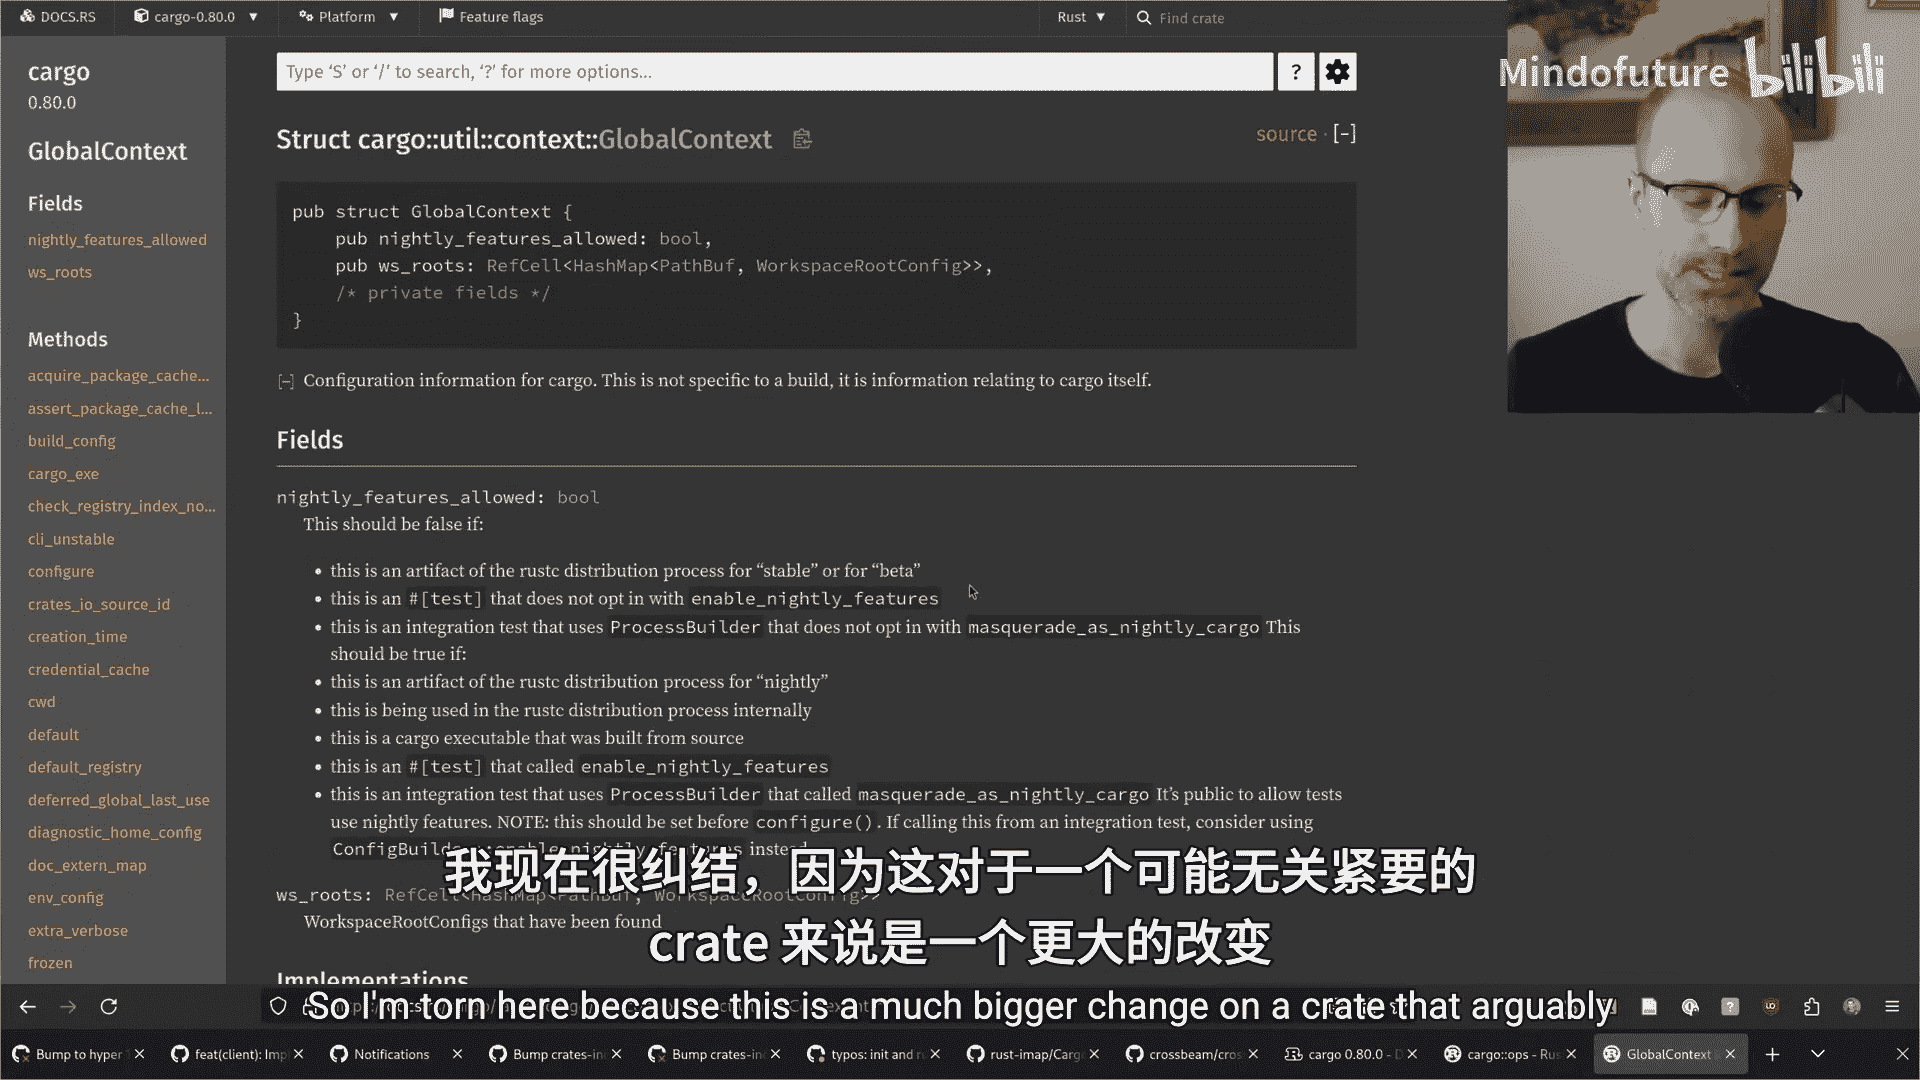 DOCS.RS
cargo-0.80.0
Platform
Feature flags
Rust
Find crate
cargo
0.80.0
GlobalContext
Fields
nightly_features_allowed
ws_roots
Methods
acquire_package_cache...
assert_package_cache_l...
build_config
cargo_exe
check_registry_index_no...
cli_unstable
configure
crates_io_source_id
creation_time
credential_cache
cwd
default
default_registry
deferred_global_last_use
diagnostic_home_config
doc_extern_map
env_config
extra_verbose
frozen
Type ‘S’ or ‘/’ to search, ‘?’ for more options…
?
Struct cargo::util::context::GlobalContext
source · [-]
pub struct GlobalContext {
pub nightly_features_allowed: bool,
pub ws_roots: RefCell<HashMap<PathBuf, WorkspaceRootConfig>>,
/* private fields */
}
[-] Configuration information for cargo. This is not specific to a build, it is information relating to cargo itself.
Fields
nightly_features_allowed: bool
This should be false if:
• this is an artifact of the rustc distribution process for “stable” or for “beta”
• this is an #[test] that does not opt in with enable_nightly_features
• this is an integration test that uses ProcessBuilder that does not opt in with masquerade_as_nightly_cargo This
should be true if:
• this is an artifact of the rustc distribution process for “nightly”
• this is being used in the rustc distribution process internally
• this is a cargo executable that was built from source
• this is an #[test] that called enable_nightly_features
• this is an integration test that uses ProcessBuilder that called masquerade_as_nightly_cargo It’s public to allow tests
use nightly features. NOTE: this should be set before configure(). If calling this from an integration test, consider using
ConfigBuilder::enable_nightly_features instead.
ws_roots: RefCell<HashMap<PathBuf, WorkspaceRootConfig>>
WorkspaceRootConfigs that have been found
Implementations
Mindofuture bilibili
我现在很纠结，因为这对于一个可能无关紧要的
crate 来说是一个更大的改变
So I'm torn here because this is a much bigger change on a crate that arguably
Bump to hyper
feat(client): Imp
Notifications
Bump crates-in
Bump crates-in
typos: init and r
rust-imap/Carg
crossbeam/cros
cargo 0.80.0 - D
cargo::ops - Rus
GlobalContext